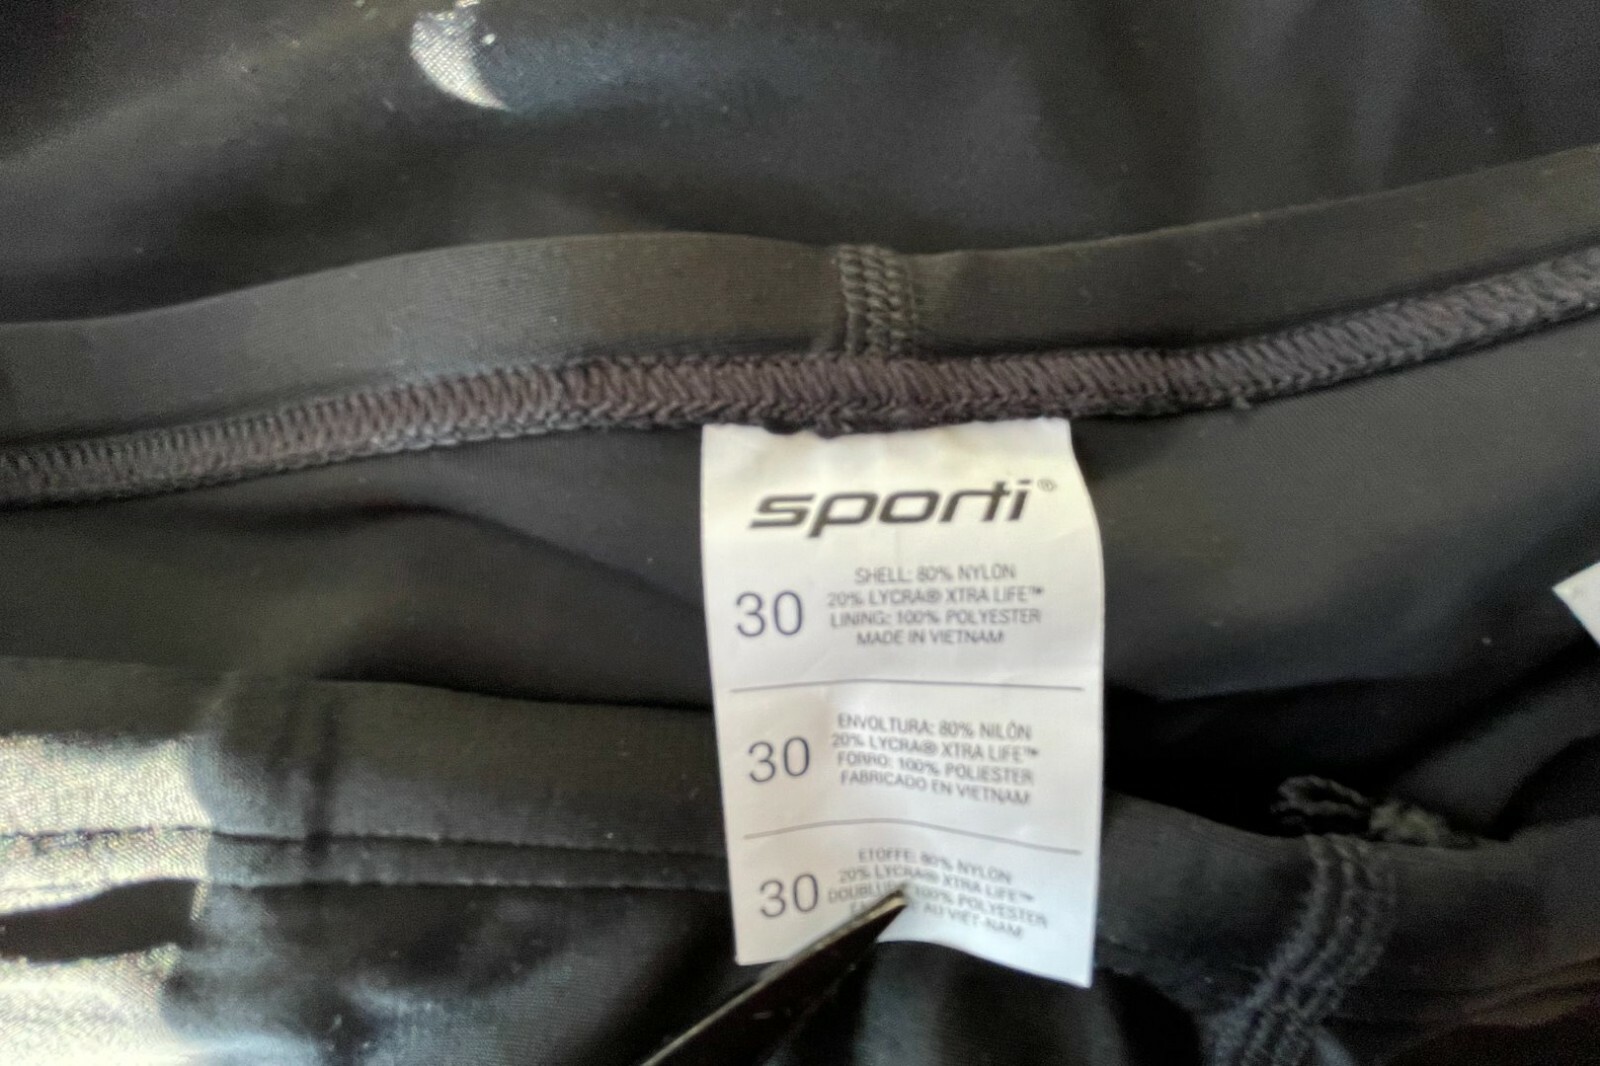 sporti®
30
SHELL: 80% NYLON
20% LYCRA® XTRA LIFE™
LINING: 100% POLYESTER
MADE IN VIETNAM
30
ENVOLTURA: 80% NILÓN
20% LYCRA® XTRA LIFE™
FORRO: 100% POLIESTER
FABRICADO EN VIETNAM
30
ETOFFE: 80% NYLON
20% LYCRA® XTRA LIFE™
100% POLYESTER
AU VIET-NAM